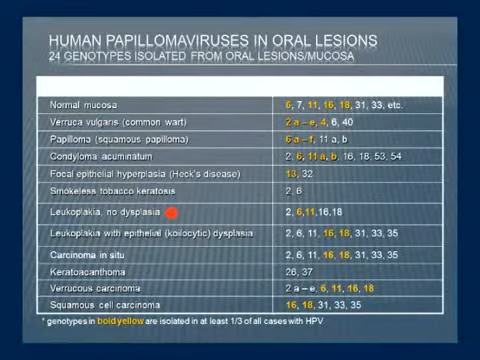 HUMAN PAPILLOMAVIRUSES IN ORAL LESIONS
24 GENOTYPES ISOLATED FROM ORAL LESIONS/MUCOSA
Normal mucosa 6, 7, 11, 16, 18, 31, 33, etc.
Verruca vulgaris (common wart) 2 a – e, 4, 6, 40
Papilloma (squamous papilloma) 6 a – f, 11 a, b
Condyloma acuminatum 2, 6, 11 a, b, 16, 18, 53, 54
Focal epithelial hyperplasia (Heck's disease) 13, 32
Smokeless tobacco keratosis 2, 6
Leukoplakia, no dysplasia 2, 6,11,16,18
Leukoplakia with epithelial (koilocytic) dysplasia 2, 6, 11, 16, 18, 31, 33, 35
Carcinoma in situ 2, 6, 11, 16, 18, 31, 33, 35
Keratoacanthoma 26, 37
Verrucous carcinoma 2 a – e, 6, 11, 16, 18
Squamous cell carcinoma 16, 18, 31, 33, 35
* genotypes in bold yellow are isolated in at least 1/3 of all cases with HPV